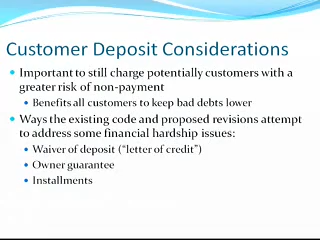 Customer Deposit Considerations
Important to still charge potentially customers with a
greater risk of non-payment
Benefits all customers to keep bad debts lower
Ways the existing code and proposed revisions attempt
to address some financial hardship issues:
Waiver of deposit ("letter of credit")
Owner guarantee
Installments